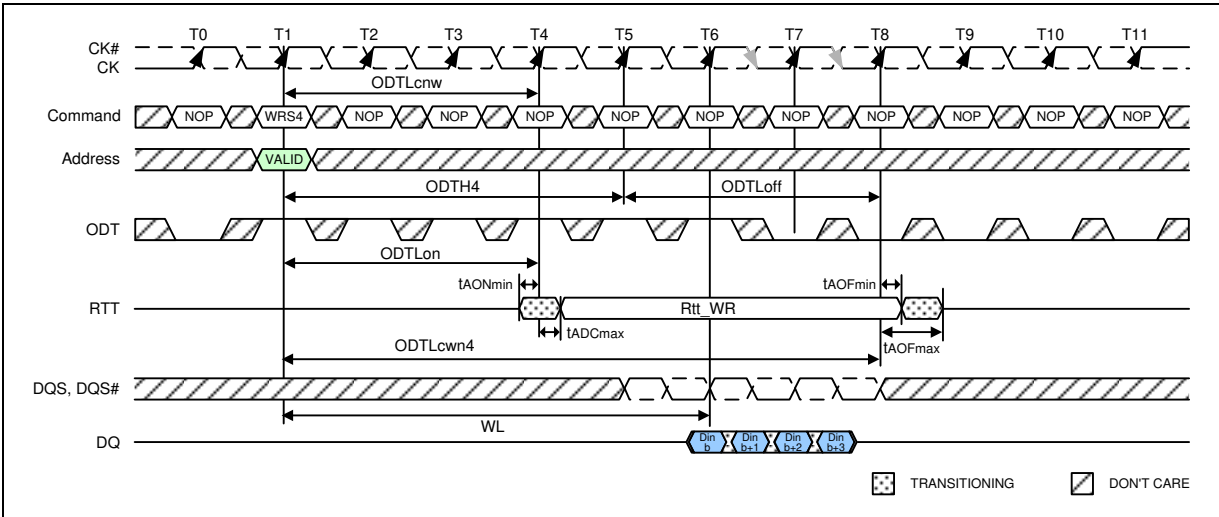 T0 T1 T2 T3 T4 T5 T6 T7 T8 T9 T10 T11
CK#
CK
ODTLcnw
Command NOP WRS4 NOP NOP NOP NOP NOP NOP NOP NOP NOP NOP
Address VALID
ODTH4 ODTLoff
ODT
ODTLon
tAONmin tAOFmin
RTT Rtt_WR
tADCmax
tAOFmax
ODTLcwn4
DQS, DQS#
WL
DQ Din b Din b+1 Din b+2 Din b+3
TRANSITIONING DON'T CARE